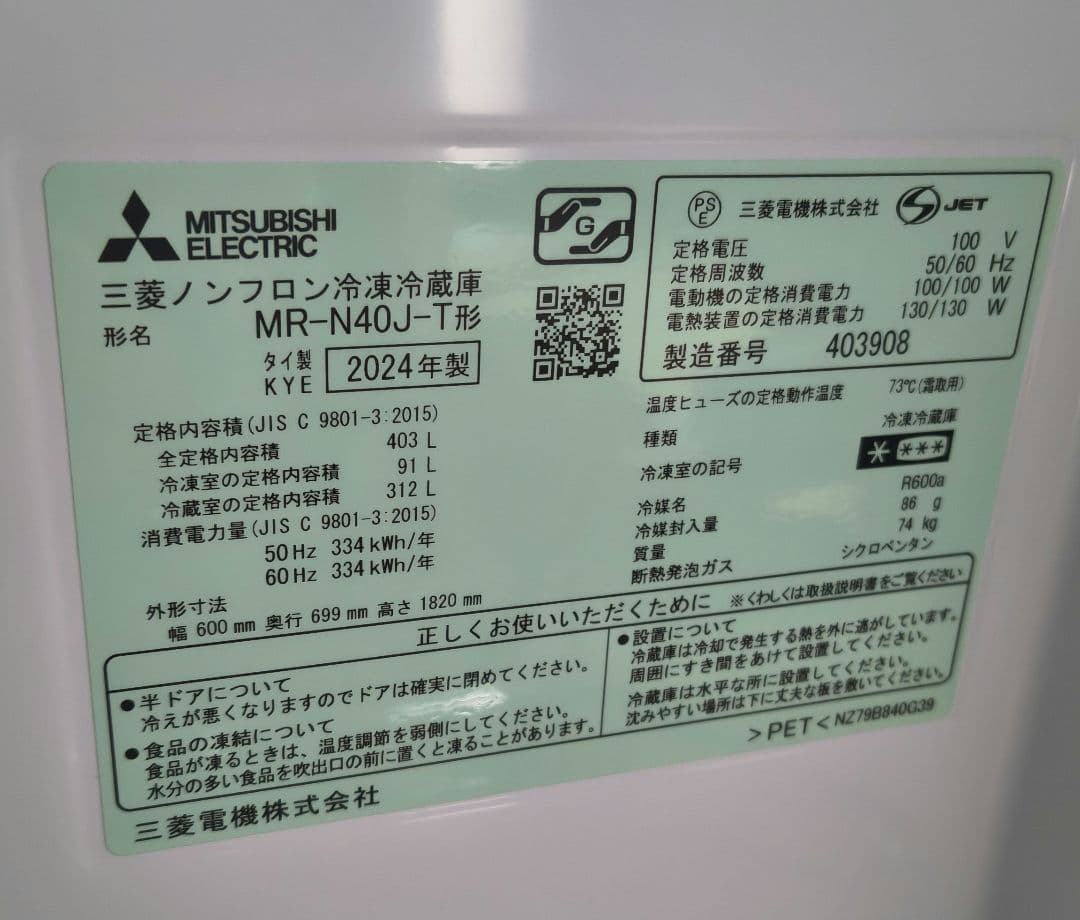 MITSUBISHI
ELECTRIC
三菱ノンフロン冷凍冷蔵庫
形名 MR-N40J-T形
タイ製
KYE 2024年製
G
定格内容積(JIS C 9801-3:2015)
全定格内容積 403 L
冷凍室の定格内容積 91 L
冷蔵室の定格内容積 312 L
消費電力量(JIS C 9801-3:2015)
50Hz 334kWh/年
60Hz 334kWh/年
外形寸法
幅 600mm 奥行 699mm 高さ 1820mm
PSE 三菱電機株式会社 JET
定格電圧 100 V
定格周波数 50/60 Hz
電動機の定格消費電力 100/100 W
電熱装置の定格消費電力 130/130 W
製造番号 403908
温度ヒューズの定格動作温度 73℃(霜取用)
種類 冷凍冷蔵庫
冷凍室の記号 ****
冷媒名 R600a
冷媒封入量 86 g
質量 74 kg
断熱発泡ガス シクロペンタン
正しくお使いいただくために ※くわしくは取扱説明書をご覧ください
●半ドアについて
冷えが悪くなりますのでドアは確実に閉めてください。
●食品の凍結について
食品が凍るときは、温度調節を弱側にしてください。
水分の多い食品を吹出口の前に置くと凍ることがあります。
●設置について
冷蔵庫は冷却で発生する熱を外に逃がしています。
周囲にすき間をあけて設置してください。
冷蔵庫は水平な所に設置してください。
沈みやすい場所は下に丈夫な板を敷いてください。
三菱電機株式会社
>PET< NZ79B840G39